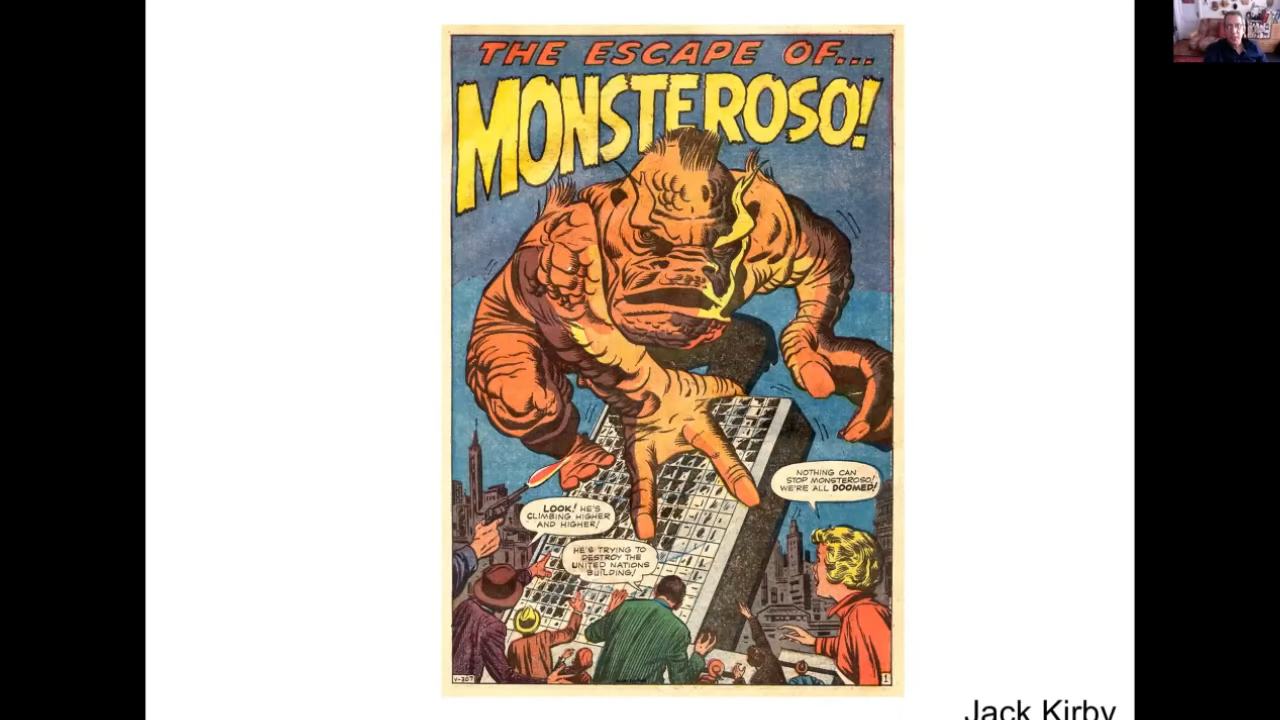 THE ESCAPE OF...
MONSTEROSO!
NOTHING CAN
STOP MONSTEROSO!
WE'RE ALL DOOMED!
LOOK! HE'S
CLIMBING HIGHER
AND HIGHER!
HE'S TRYING TO
DESTROY THE
UNITED NATIONS
BUILDING!
V-307
1
Jack Kirby